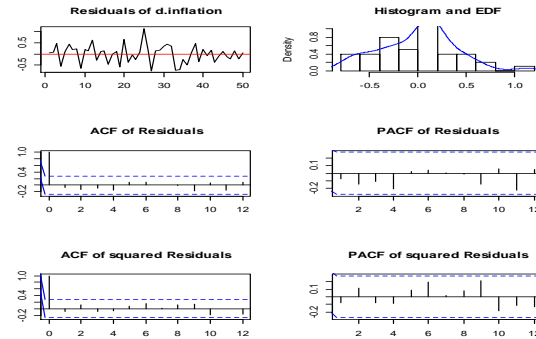 Residuals of d.inflation
0.5
-0.5
0 10 20 30 40 50
Histogram and EDF
Density
0.8
0.4
0.0
-0.5 0.0 0.5 1.0
ACF of Residuals
1.0
0.4
-0.2
0 2 4 6 8 10 12
PACF of Residuals
0.1
-0.2
2 4 6 8 10 12
ACF of squared Residuals
1.0
0.4
-0.2
0 2 4 6 8 10 12
PACF of squared Residuals
0.1
-0.2
2 4 6 8 10 12